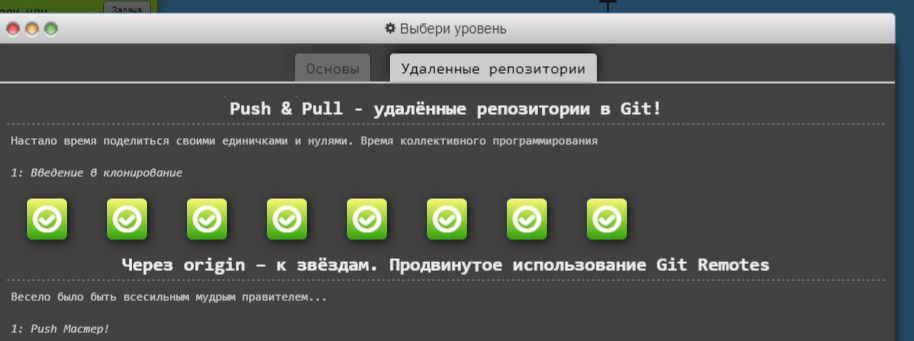 Задача
Выбери уровень
Основы
Удаленные репозитории
Push & Pull - удалённые репозитории в Git!
Настало время поделиться своими единичками и нулями. Время коллективного программирования
1: Введение в клонирование
Через origin – к звёздам. Продвинутое использование Git Remotes
Весело было быть всесильным мудрым правителем...
1: Push Мастер!